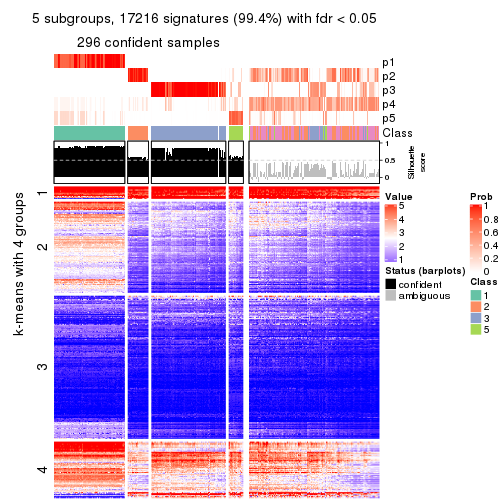 5 subgroups, 17216 signatures (99.4%) with fdr < 0.05
296 confident samples
p1
p2
p3
p4
p5
Class
1
0.5
0
Silhouette
score
k-means with 4 groups
1
2
3
4
Value
5
4
3
2
1
Status (barplots)
confident
ambiguous
Prob
1
0.8
0.6
0.4
0.2
0
Class
1
2
3
5